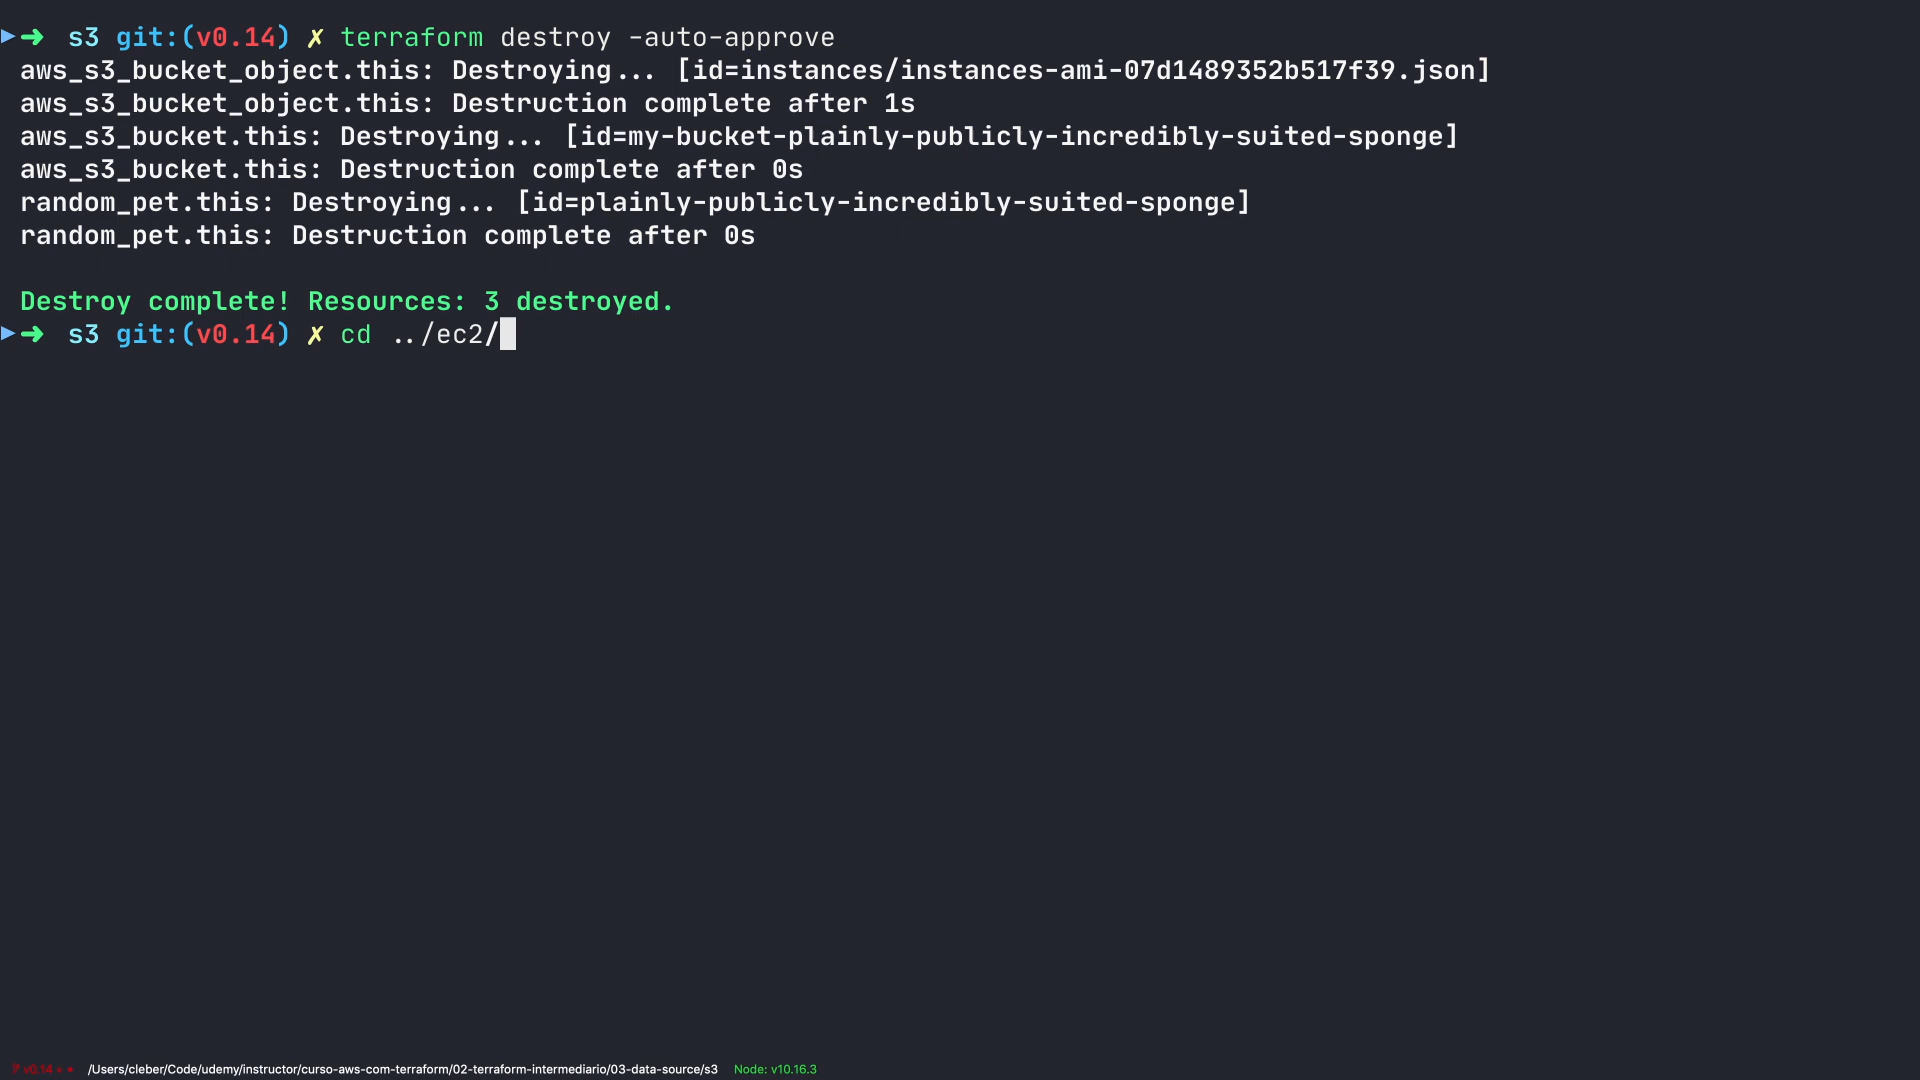 ➜ s3 git:(v0.14) ✗ terraform destroy -auto-approve
aws_s3_bucket_object.this: Destroying... [id=instances/instances-ami-07d1489352b517f39.json]
aws_s3_bucket_object.this: Destruction complete after 1s
aws_s3_bucket.this: Destroying... [id=my-bucket-plainly-publicly-incredibly-suited-sponge]
aws_s3_bucket.this: Destruction complete after 0s
random_pet.this: Destroying... [id=plainly-publicly-incredibly-suited-sponge]
random_pet.this: Destruction complete after 0s
Destroy complete! Resources: 3 destroyed.
➜ s3 git:(v0.14) ✗ cd ../ec2/
v0.14 /Users/cleber/Code/udemy/instructor/curso-aws-com-terraform/02-terraform-intermediario/03-data-source/s3 Node: v10.16.3